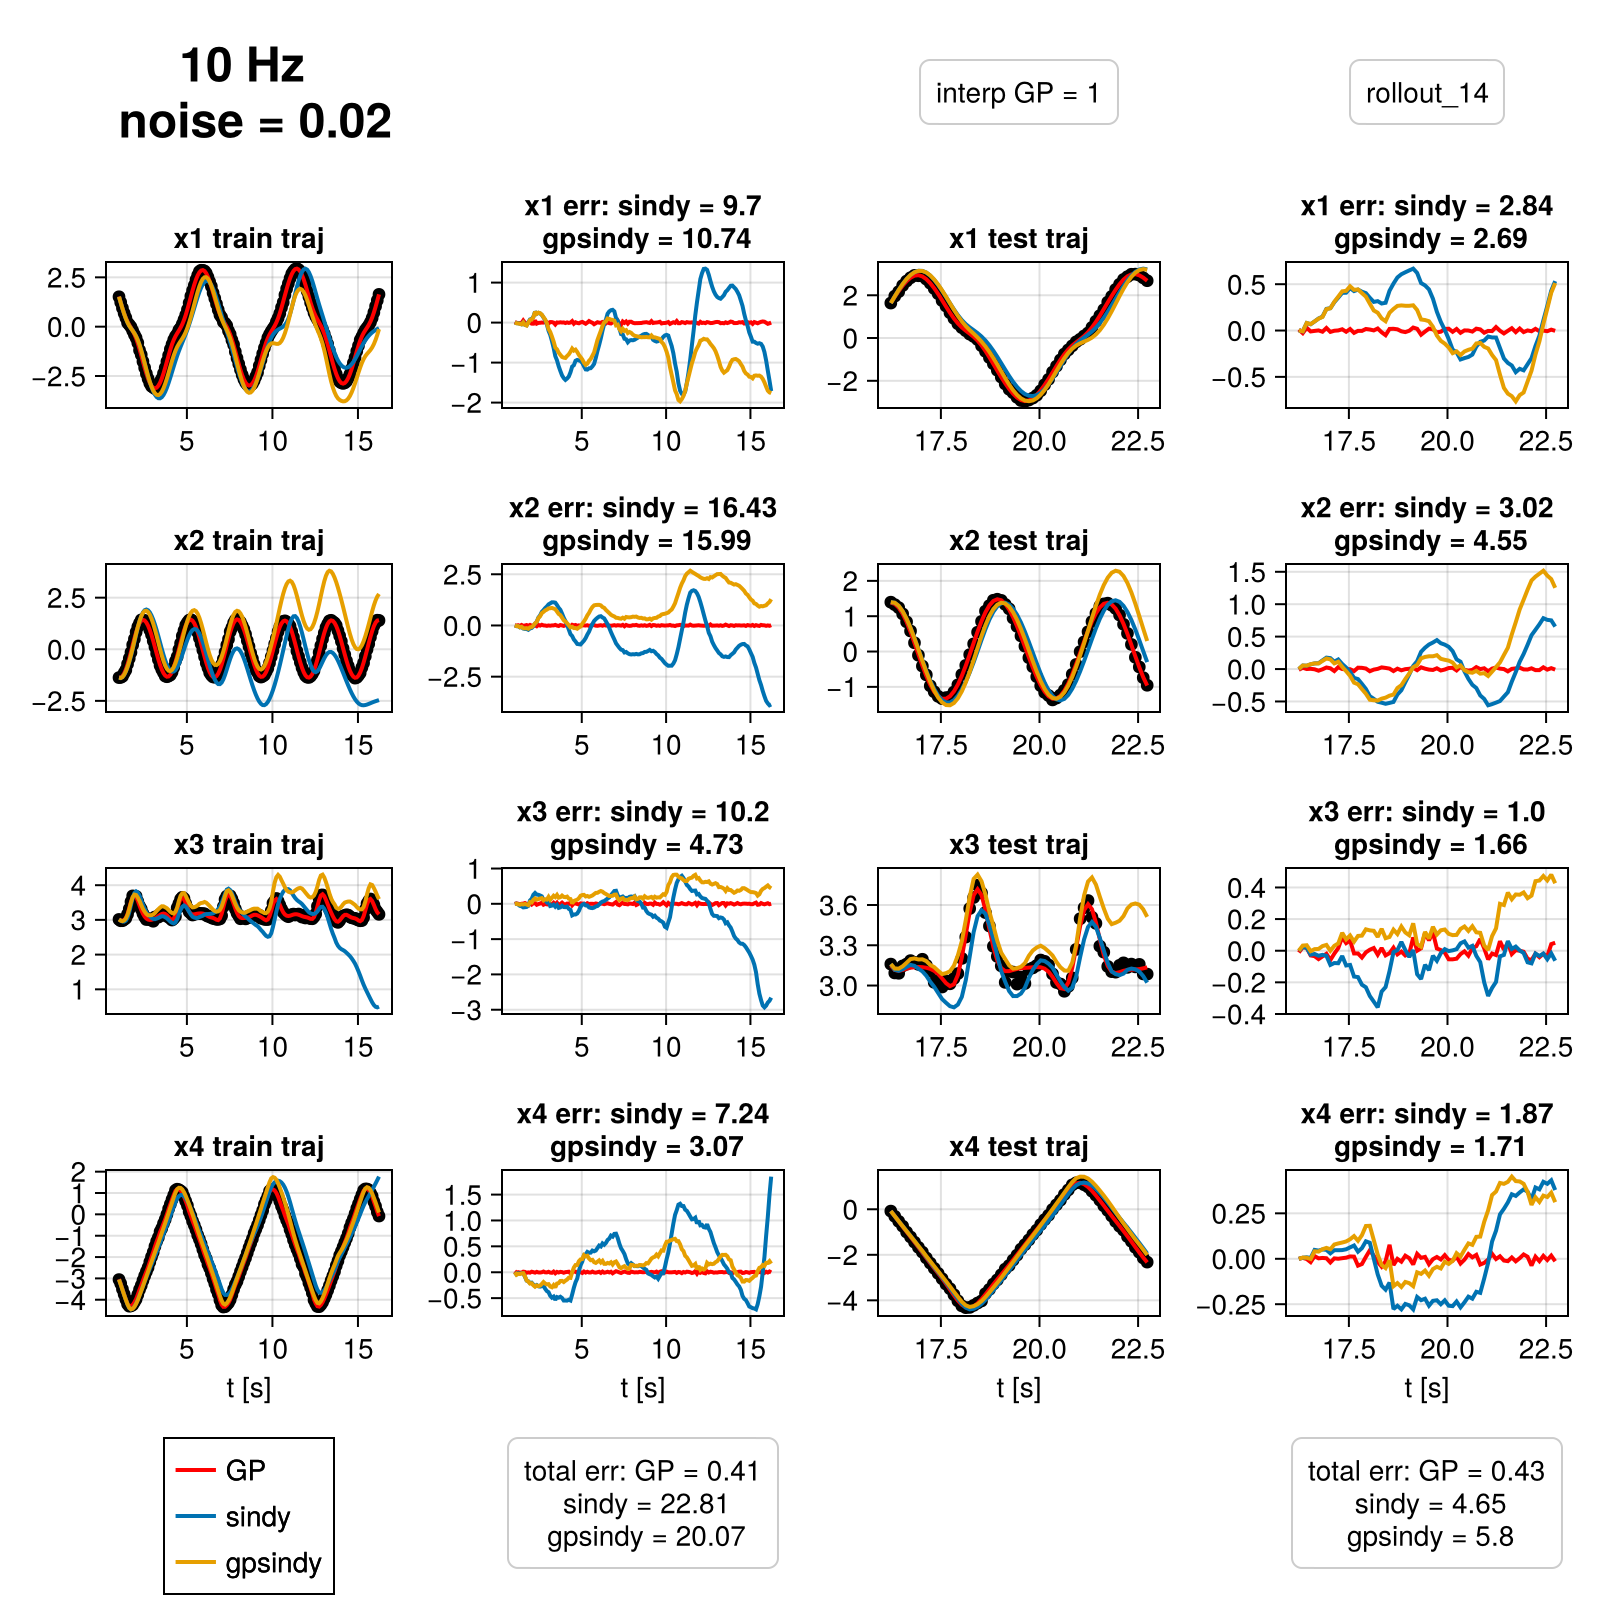 10 Hz
noise = 0.02
interp GP = 1
rollout_14
x1 train traj
2.5
0.0
−2.5
5
10
15
x1 err: sindy = 9.7
gpsindy = 10.74
1
0
−1
−2
5
10
15
x1 test traj
2
0
−2
17.5
20.0
22.5
x1 err: sindy = 2.84
gpsindy = 2.69
0.5
0.0
−0.5
17.5
20.0
22.5
x2 train traj
2.5
0.0
−2.5
5
10
15
x2 err: sindy = 16.43
gpsindy = 15.99
2.5
0.0
−2.5
5
10
15
x2 test traj
2
1
0
−1
17.5
20.0
22.5
x2 err: sindy = 3.02
gpsindy = 4.55
1.5
1.0
0.5
0.0
−0.5
17.5
20.0
22.5
x3 train traj
4
3
2
1
5
10
15
x3 err: sindy = 10.2
gpsindy = 4.73
1
0
−1
−2
−3
5
10
15
x3 test traj
3.6
3.3
3.0
17.5
20.0
22.5
x3 err: sindy = 1.0
gpsindy = 1.66
0.4
0.2
0.0
−0.2
−0.4
17.5
20.0
22.5
x4 train traj
2
1
0
−1
−2
−3
−4
5
10
15
t [s]
x4 err: sindy = 7.24
gpsindy = 3.07
1.5
1.0
0.5
0.0
−0.5
5
10
15
t [s]
x4 test traj
0
−2
−4
17.5
20.0
22.5
t [s]
x4 err: sindy = 1.87
gpsindy = 1.71
0.25
0.00
−0.25
17.5
20.0
22.5
t [s]
GP
sindy
gpsindy
total err: GP = 0.41
sindy = 22.81
gpsindy = 20.07
total err: GP = 0.43
sindy = 4.65
gpsindy = 5.8